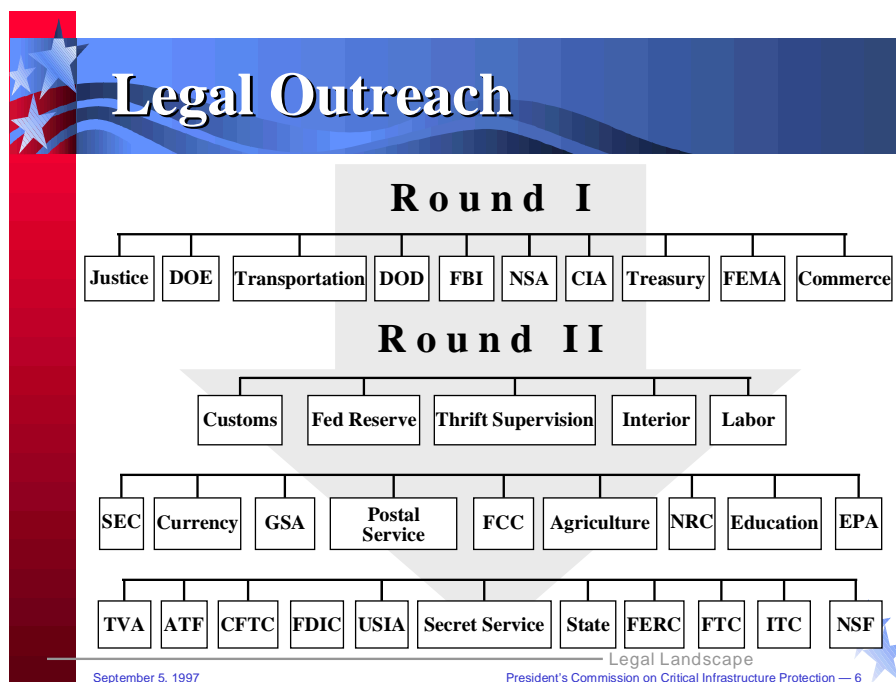 Legal Outreach
Round I
Justice DOE Transportation DOD FBI NSA CIA Treasury FEMA Commerce
Round II
Customs Fed Reserve Thrift Supervision Interior Labor
SEC Currency GSA Postal Service FCC Agriculture NRC Education EPA
TVA ATF CFTC FDIC USIA Secret Service State FERC FTC ITC NSF
Legal Landscape
September 5, 1997 President's Commission on Critical Infrastructure Protection — 6